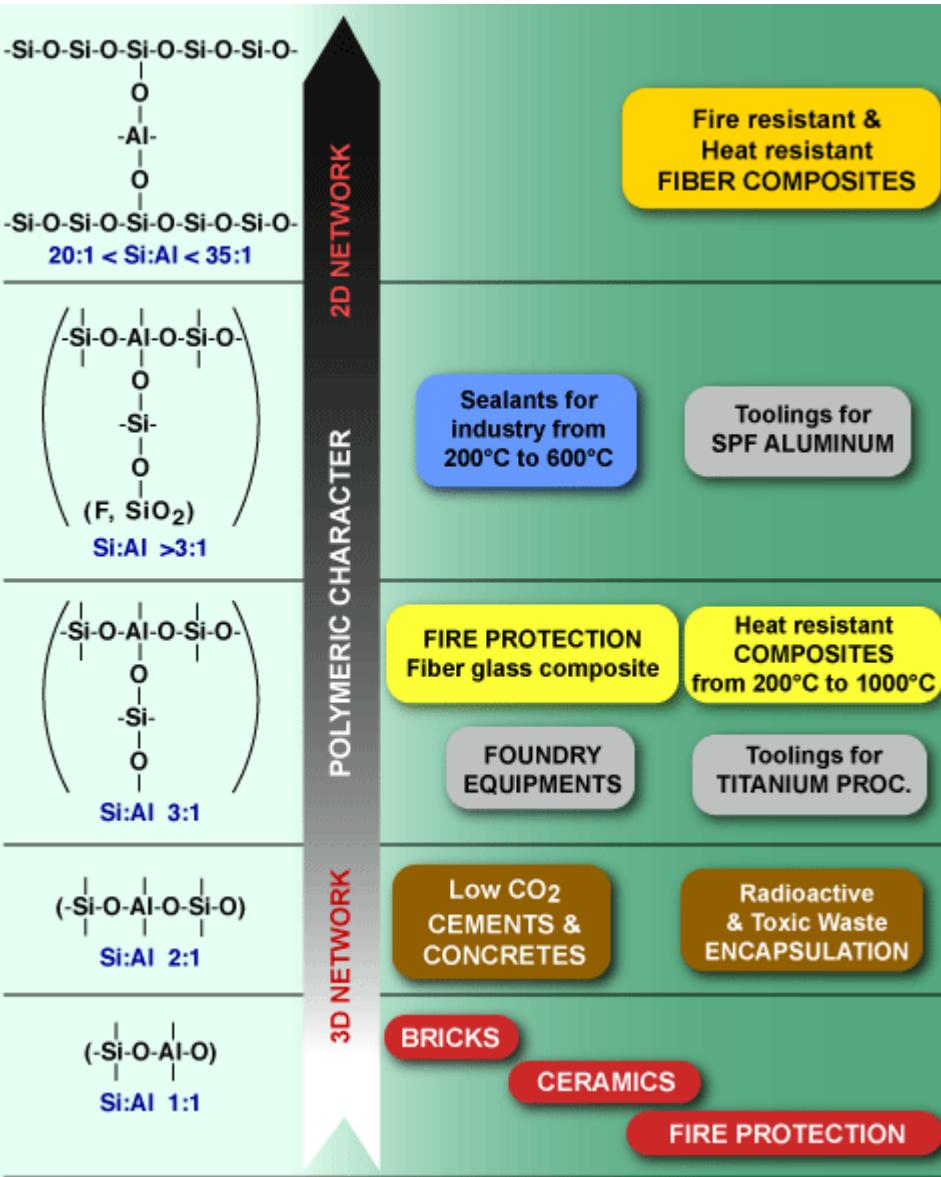 -Si-O-Si-O-Si-O-Si-O-Si-O-
O
-Al-
O
-Si-O-Si-O-Si-O-Si-O-Si-O-
20:1 < Si:Al < 35:1
Fire resistant &
Heat resistant
FIBER COMPOSITES
2D NETWORK
-Si-O-Al-O-Si-O-
O
-Si-
O
(F, SiO2)
Si:Al >3:1
Sealants for
industry from
200°C to 600°C
Toolings for
SPF ALUMINUM
POLYMERIC CHARACTER
-Si-O-Al-O-Si-O-
O
-Si-
O
Si:Al 3:1
FIRE PROTECTION
Fiber glass composite
Heat resistant
COMPOSITES
from 200°C to 1000°C
FOUNDRY
EQUIPMENTS
Toolings for
TITANIUM PROC.
(-Si-O-Al-O-Si-O)
Si:Al 2:1
3D NETWORK
Low CO2
CEMENTS &
CONCRETES
Radioactive
& Toxic Waste
ENCAPSULATION
(-Si-O-Al-O)
Si:Al 1:1
BRICKS
CERAMICS
FIRE PROTECTION